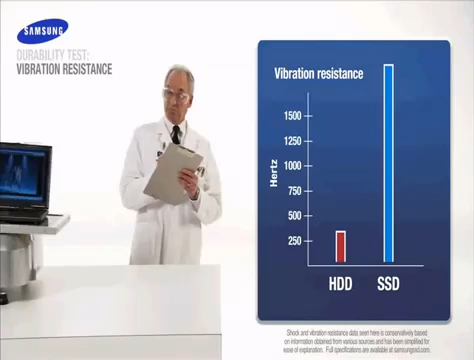 SAMSUNG
DURABILITY TEST:
VIBRATION RESISTANCE
Vibration resistance
Hertz
1500
1250
1000
750
500
250
HDD SSD
Shock and vibration resistance data seen here is conservatively based
on information obtained from various sources and has been simplified for
ease of explanation. Full specifications are available at samsungssd.com.